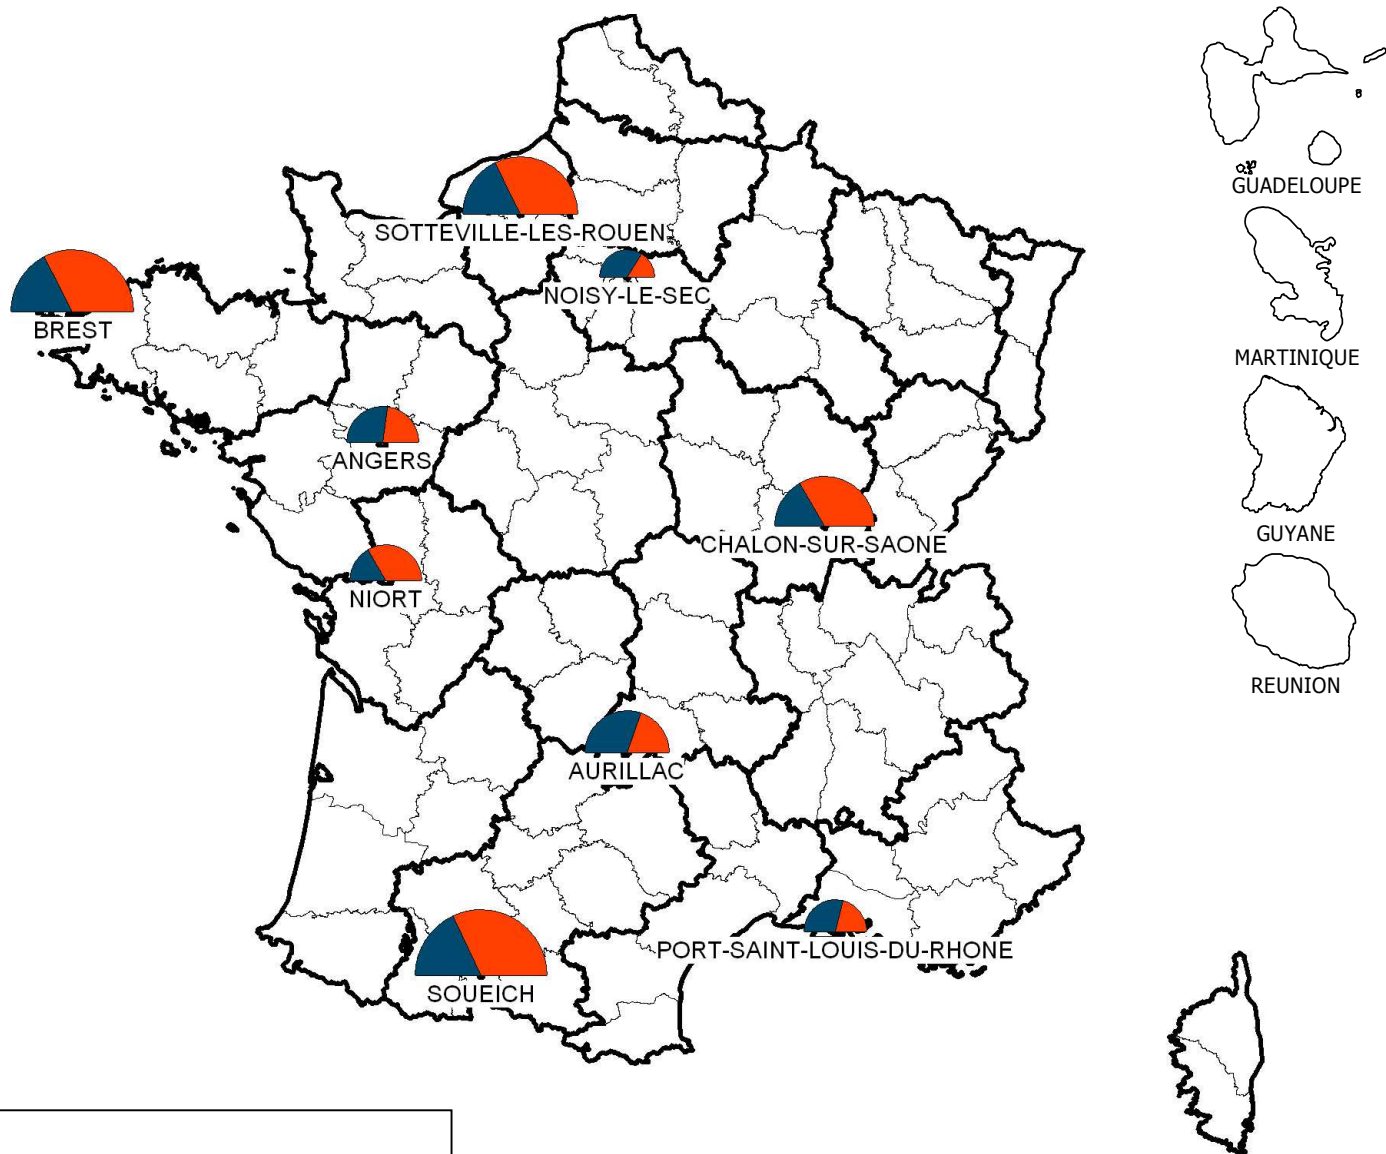 GUADELOUPE
SOTTEVILLE-LES-ROUEN
NOISY-LE-SEC
BREST
MARTINIQUE
ANGERS
GUYANE
CHALON-SUR-SAONE
NIORT
REUNION
AURILLAC
PORT-SAINT-LOUIS-DU-RHONE
SOUEICH